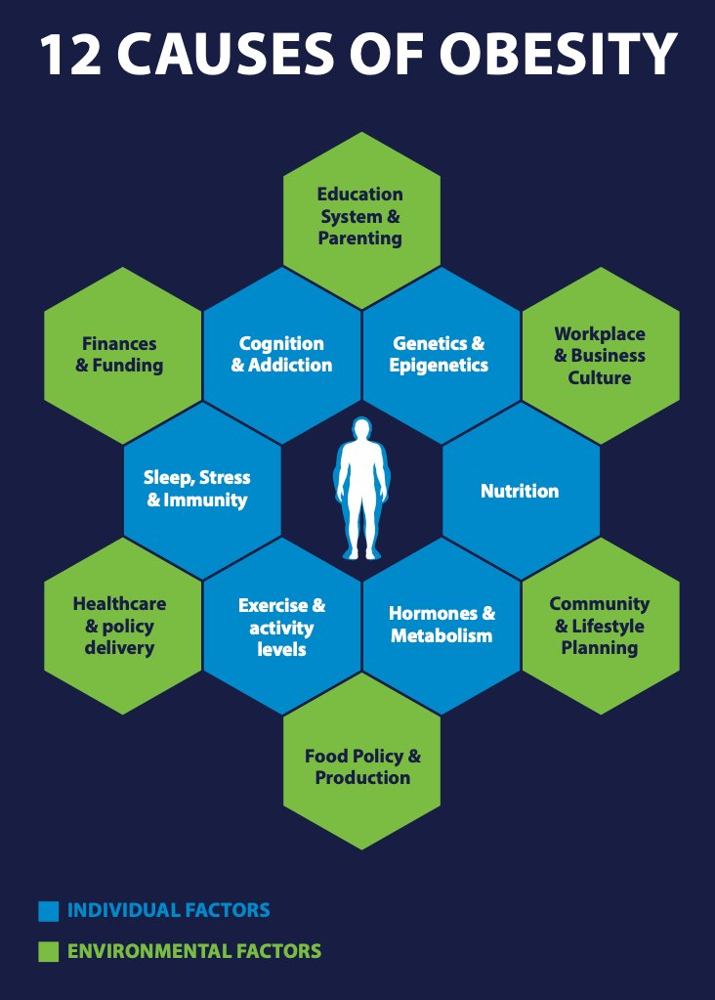 12 CAUSES OF OBESITY
Education
System &
Parenting
Finances
& Funding
Cognition
& Addiction
Genetics &
Epigenetics
Workplace
& Business
Culture
Sleep, Stress
& Immunity
Nutrition
Healthcare
& policy
delivery
Exercise &
activity
levels
Hormones &
Metabolism
Community
& Lifestyle
Planning
Food Policy &
Production
INDIVIDUAL FACTORS
ENVIRONMENTAL FACTORS